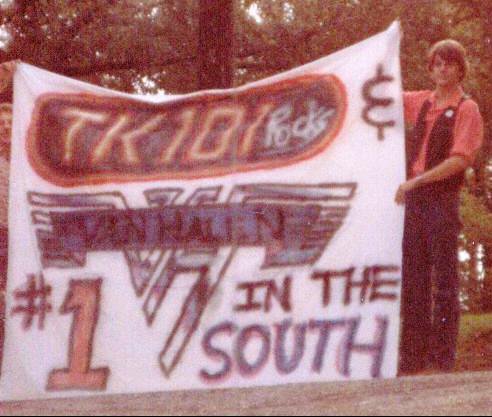 TK101 Rocks &
VAN HALEN
#1 IN THE
SOUTH